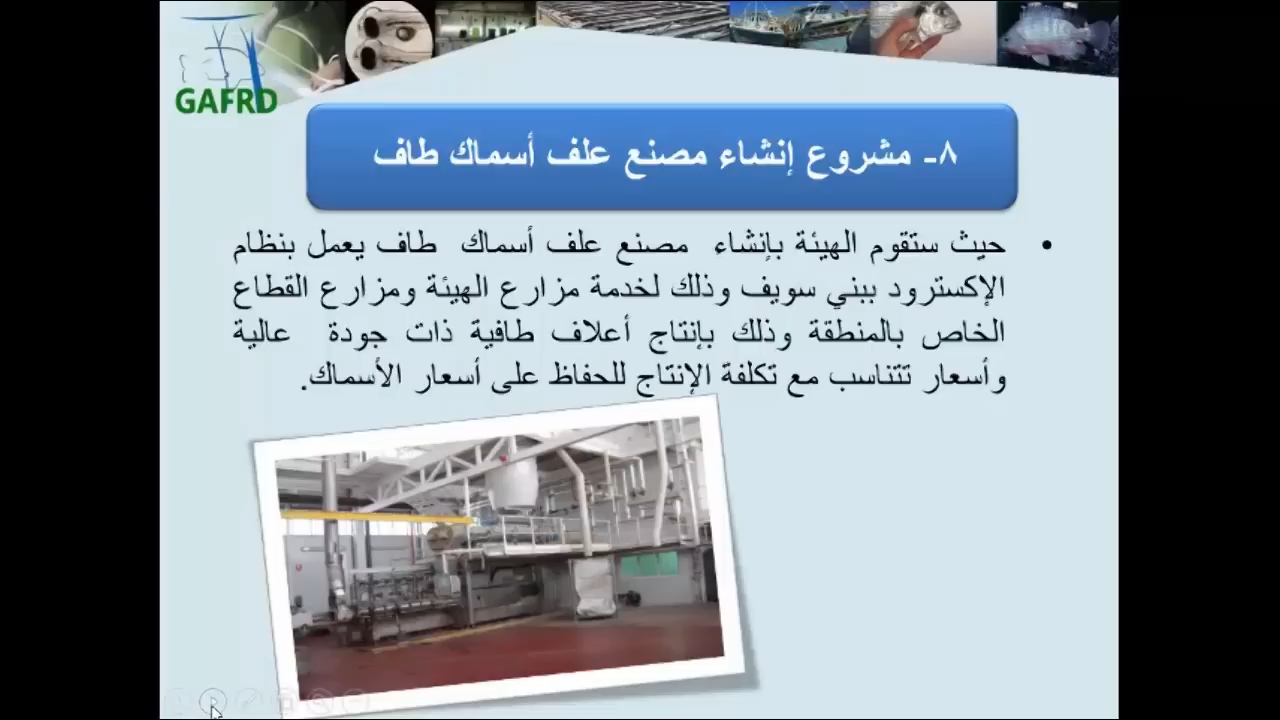 GAFRD
٨- مشروع إنشاء مصنع علف أسماك طاف
• حيث ستقوم الهيئة بإنشاء مصنع علف أسماك طاف يعمل بنظام
الإكسترود ببني سويف وذلك لخدمة مزارع الهيئة ومزارع القطاع
الخاص بالمنطقة وذلك بإنتاج أعلاف طافية ذات جودة عالية
وأسعار تتناسب مع تكلفة الإنتاج للحفاظ على أسعار الأسماك.